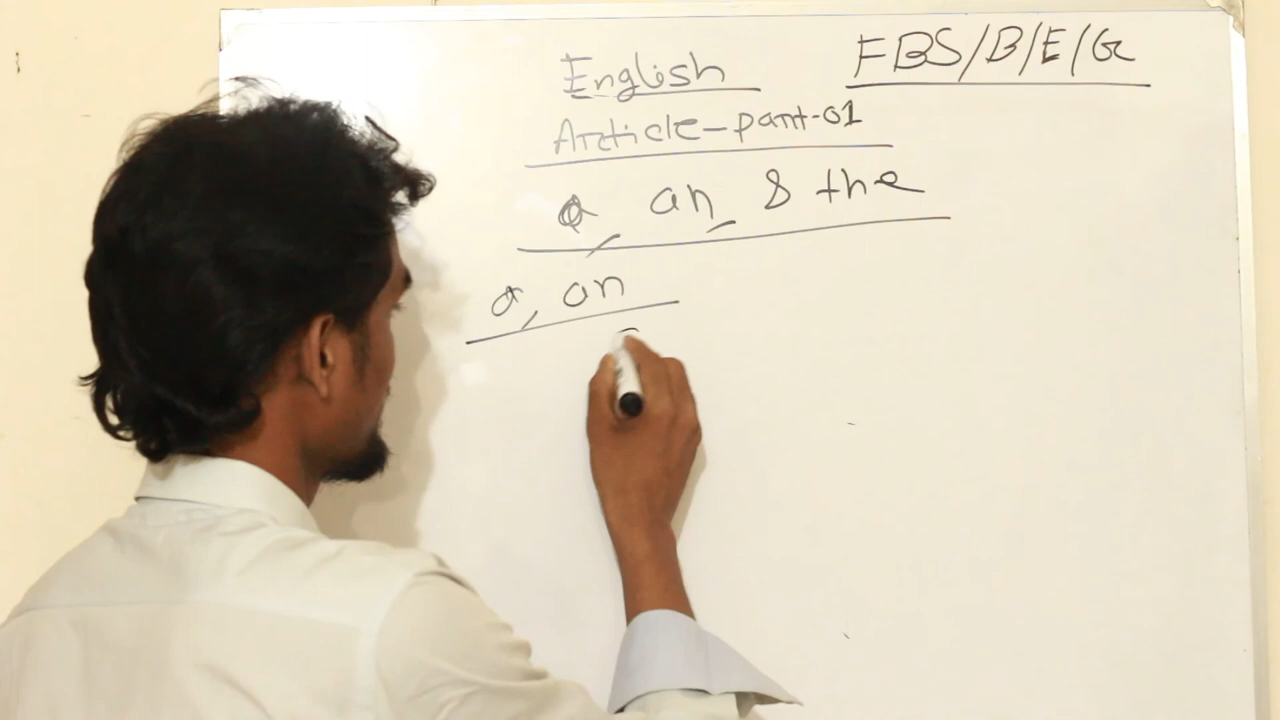 English FBS/B/E/G
Article-part-01
a, an, & the
a, an